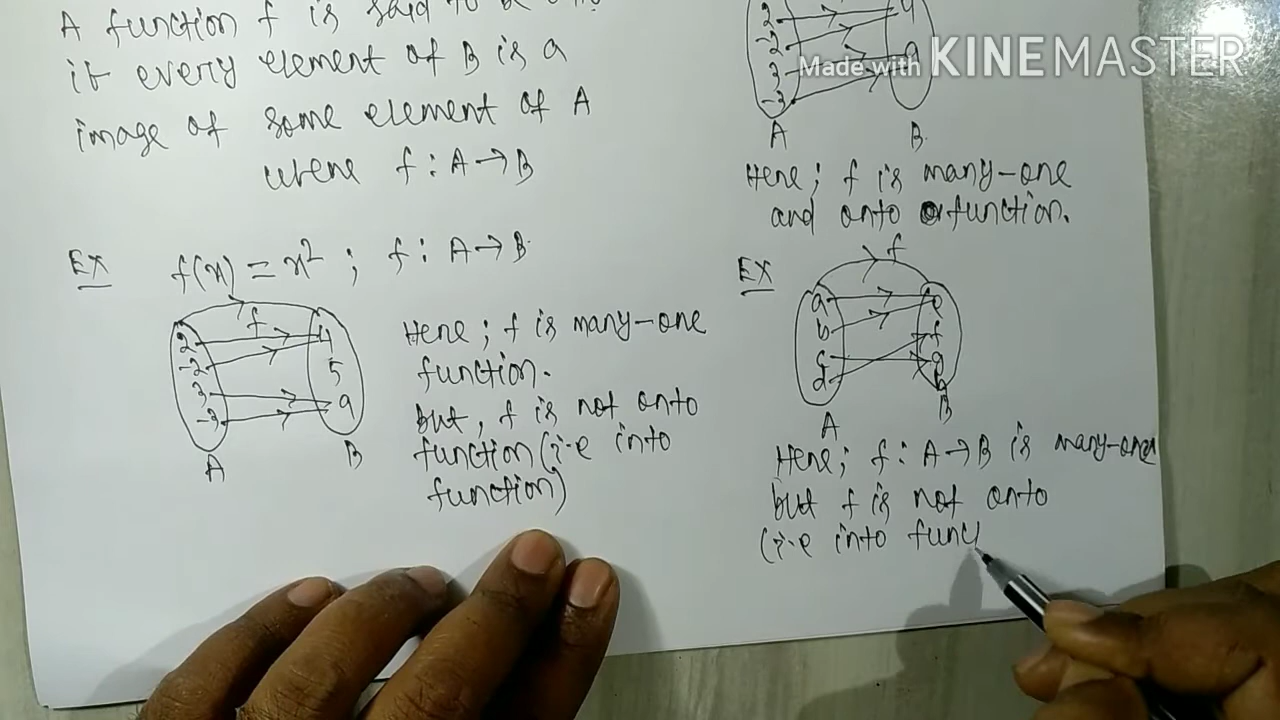 A function f is said to be
if every element of B is a
image of some element of A
where f : A → B
Ex f(x) = x² ; f : A → B
f
2
-2
3
-3
A
4
5
9
B
Here; f is many-one
function.
but, f is not onto
function (i.e into
function)
2
-2
3
-3
A
4
9
B.
Made with KINEMASTER
Here; f is many-one
and onto function.
Ex
f
a
b
c
d
A
e
f
g
h
B
Here; f : A → B is many-one
but f is not onto
(i.e into func